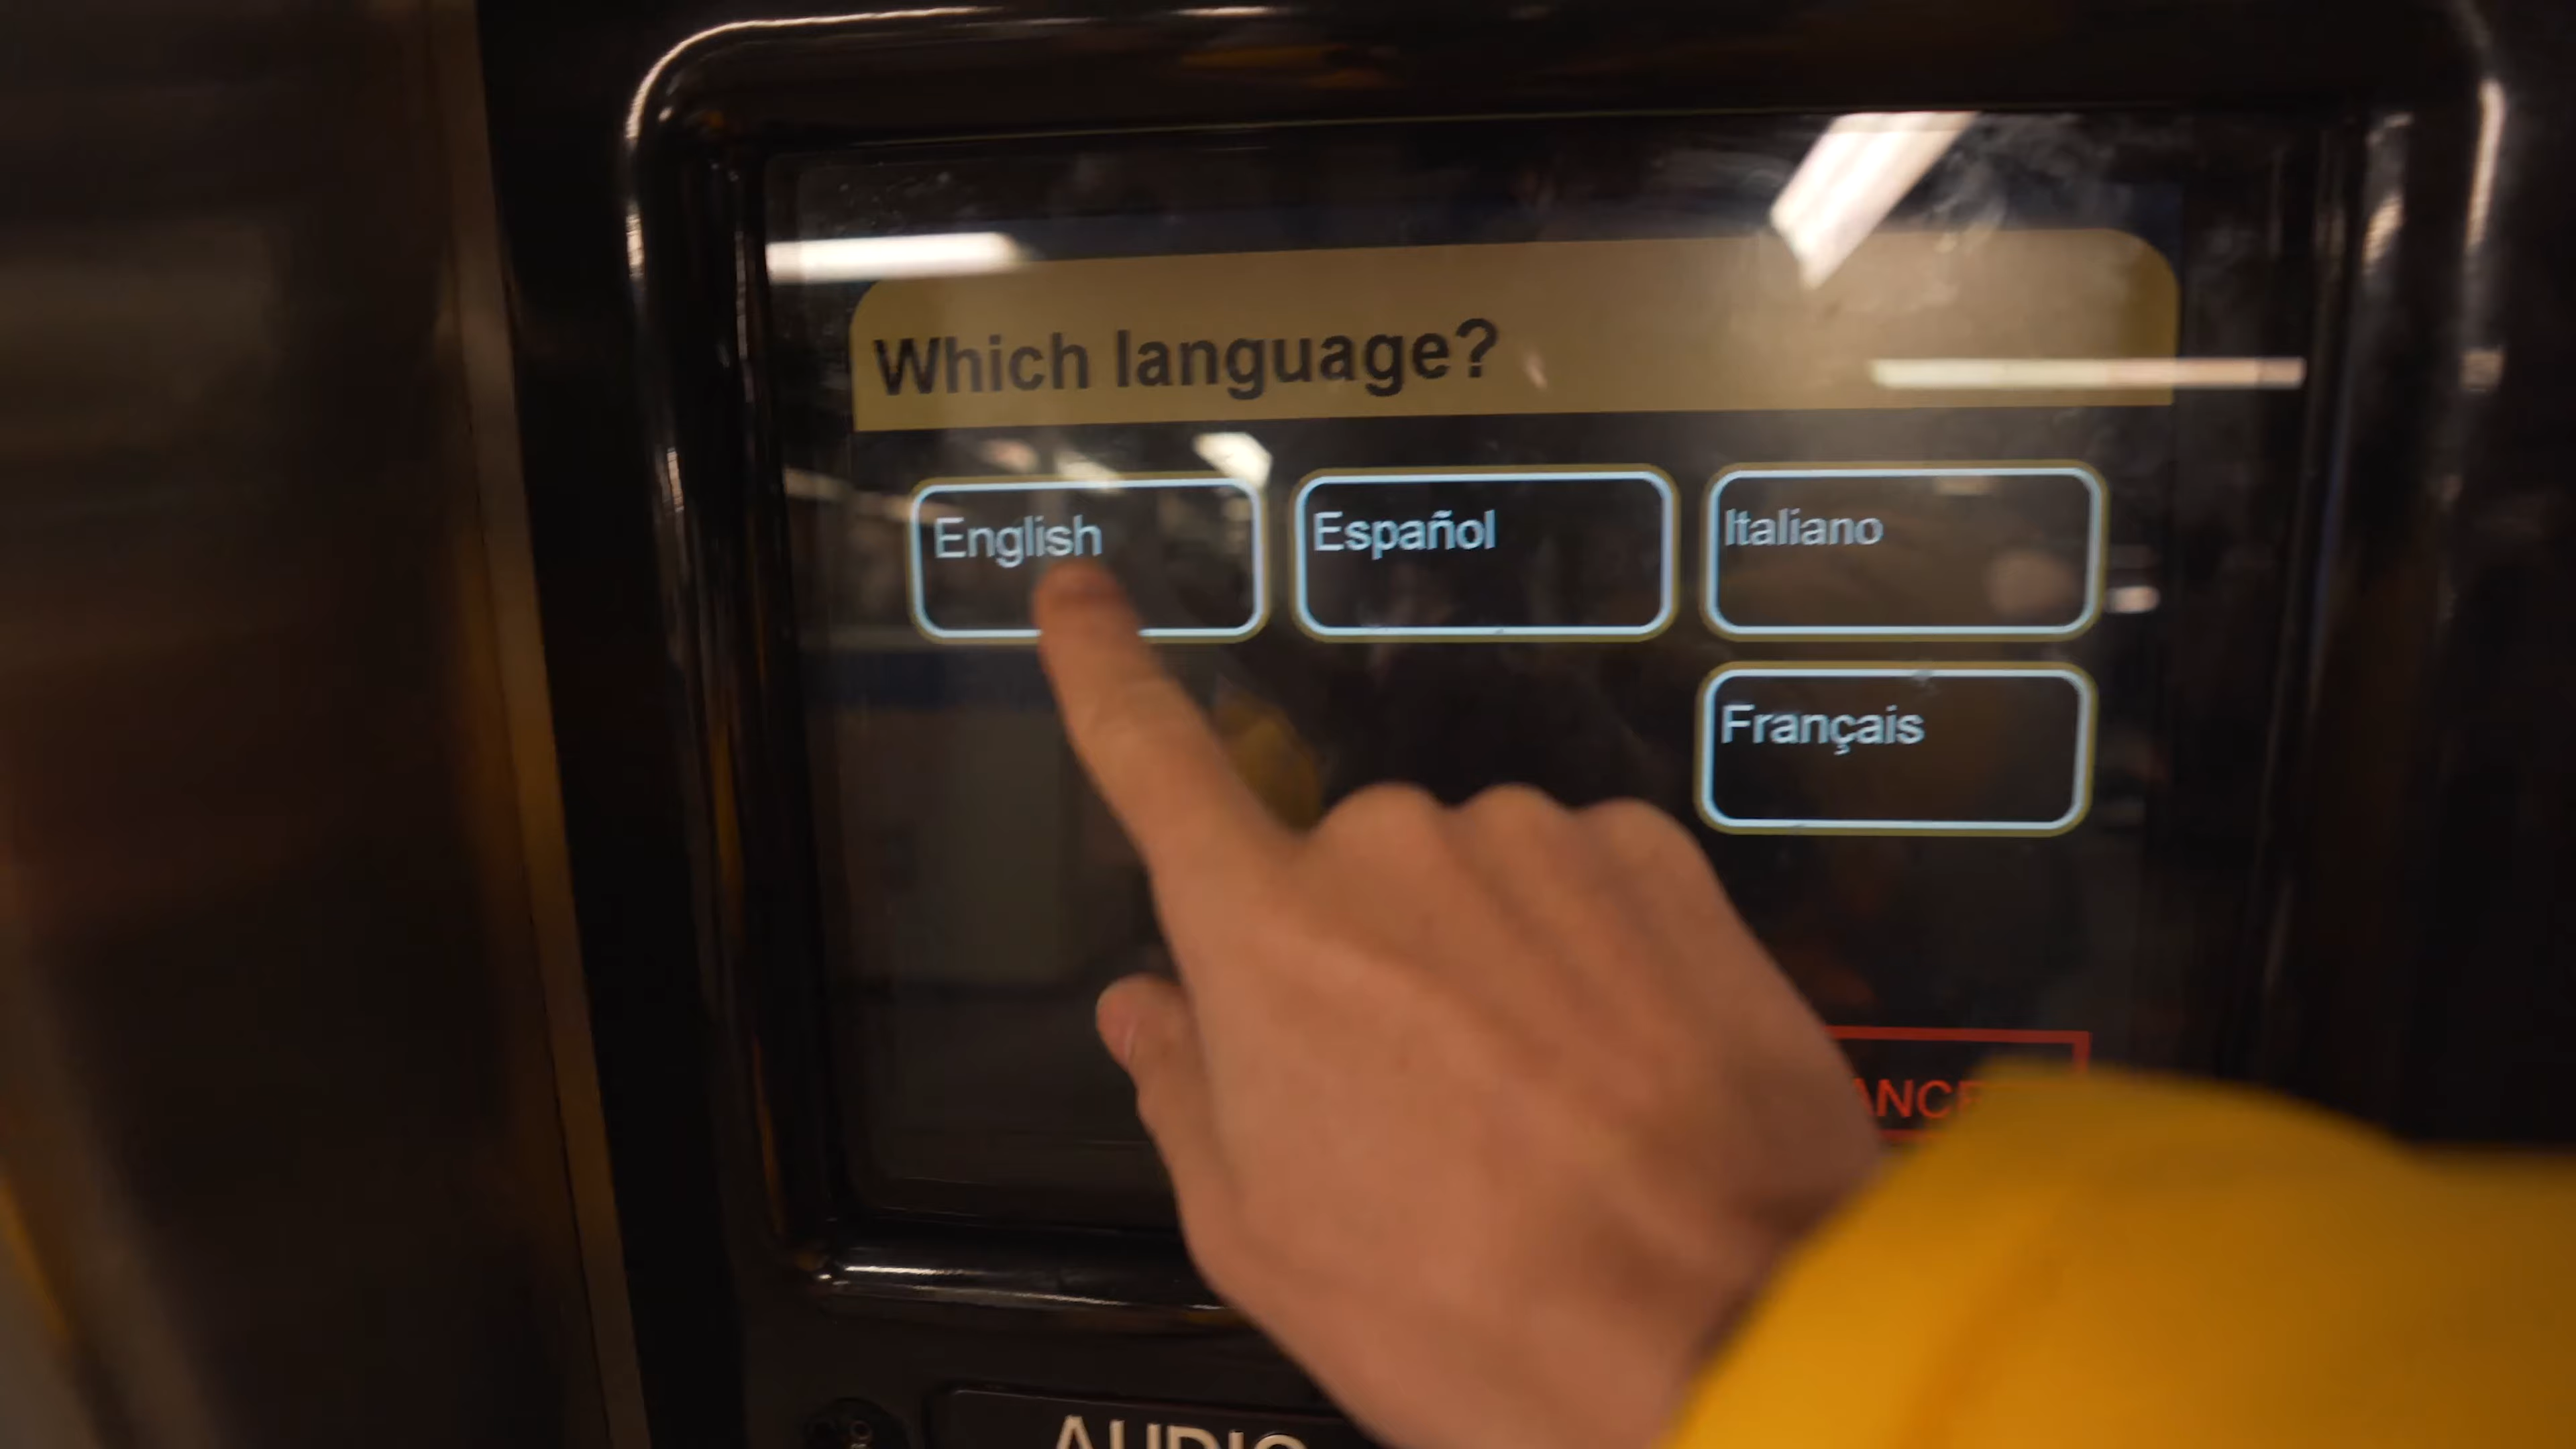 Which language?
English
Español
Italiano
Français
AUDIO